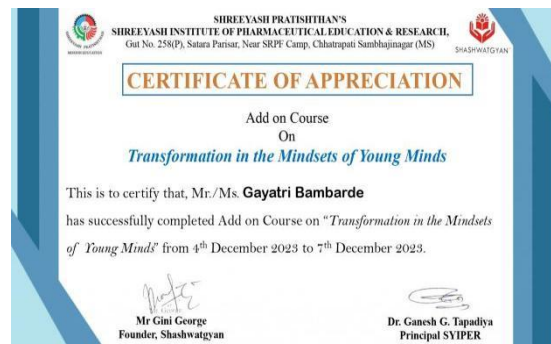 SHREEYASH PRATISHTHAN'S
SHREEYASH INSTITUTE OF PHARMACEUTICAL EDUCATION & RESEARCH,
Gut No. 258(P), Satara Parisar, Near SRPF Camp, Chhatrapati Sambhajinagar (MS)
SHASHWATGYAN
CERTIFICATE OF APPRECIATION
Add on Course
On
Transformation in the Mindsets of Young Minds
This is to certify that, Mr./Ms. Gayatri Bambarde
has successfully completed Add on Course on "Transformation in the Mindsets
of Young Minds" from 4th December 2023 to 7th December 2023.
Mr Gini George
Founder, Shashwatgyan
Dr. Ganesh G. Tapadiya
Principal SYIPER